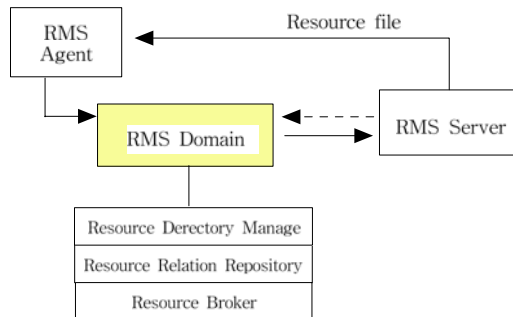 RMS
Agent
Resource file
RMS Domain
RMS Server
Resource Derectory Manage
Resource Relation Repository
Resource Broker